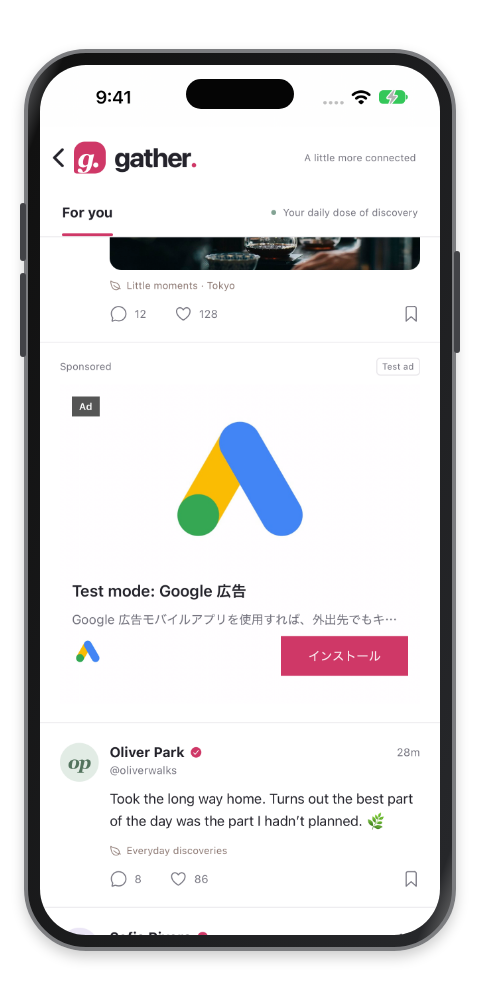 9:41
g. gather.
A little more connected
For you
Your daily dose of discovery
Little moments · Tokyo
12 128
Sponsored
Test ad
Ad
Test mode: Google 広告
Google 広告モバイルアプリを使用すれば、外出先でもキ…
インストール
op
Oliver Park
28m
@oliverwalks
Took the long way home. Turns out the best part
of the day was the part I hadn't planned. 🌿
Everyday discoveries
8 86